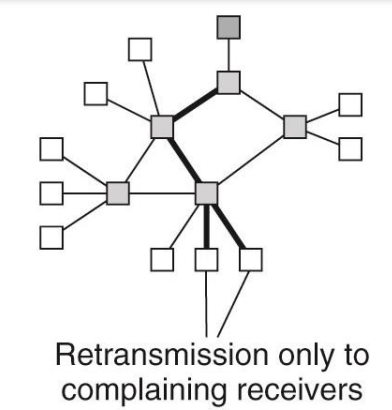 Retransmission only to
complaining receivers